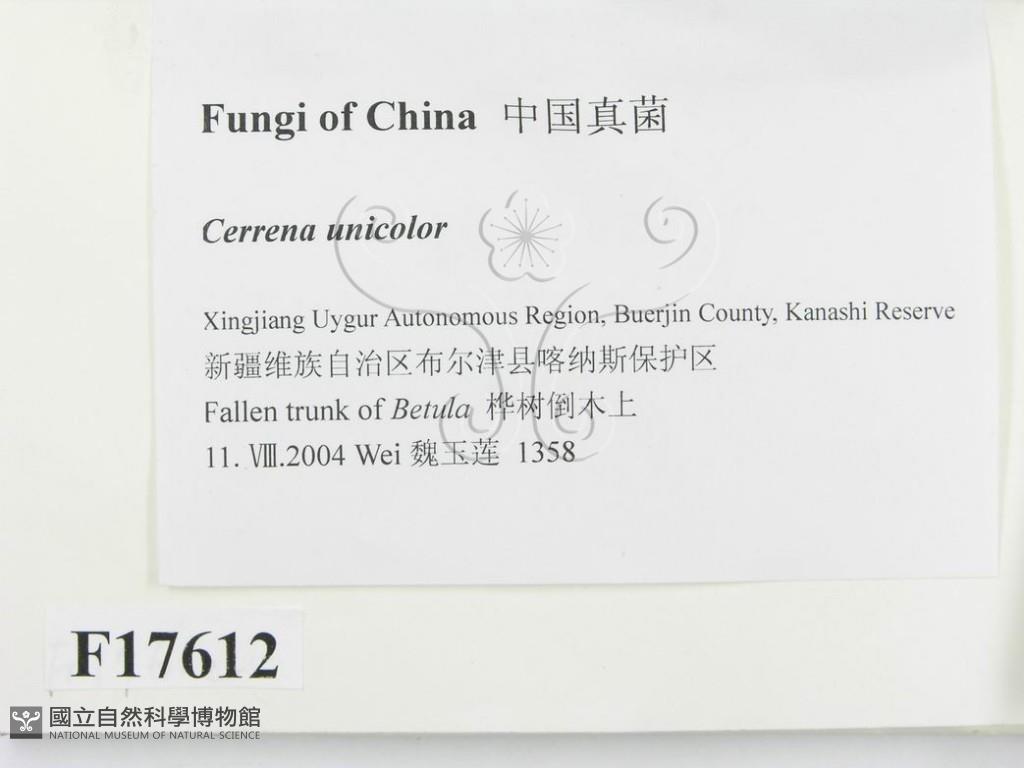 Fungi of China 中国真菌
Cerrena unicolor
Xingjiang Uygur Autonomous Region, Buerjin County, Kanashi Reserve
新疆维族自治区布尔津县喀纳斯保护区
Fallen trunk of Betula 桦树倒木上
11. Ⅷ.2004 Wei 魏玉莲 1358
F17612
國立自然科學博物館
NATIONAL MUSEUM OF NATURAL SCIENCE